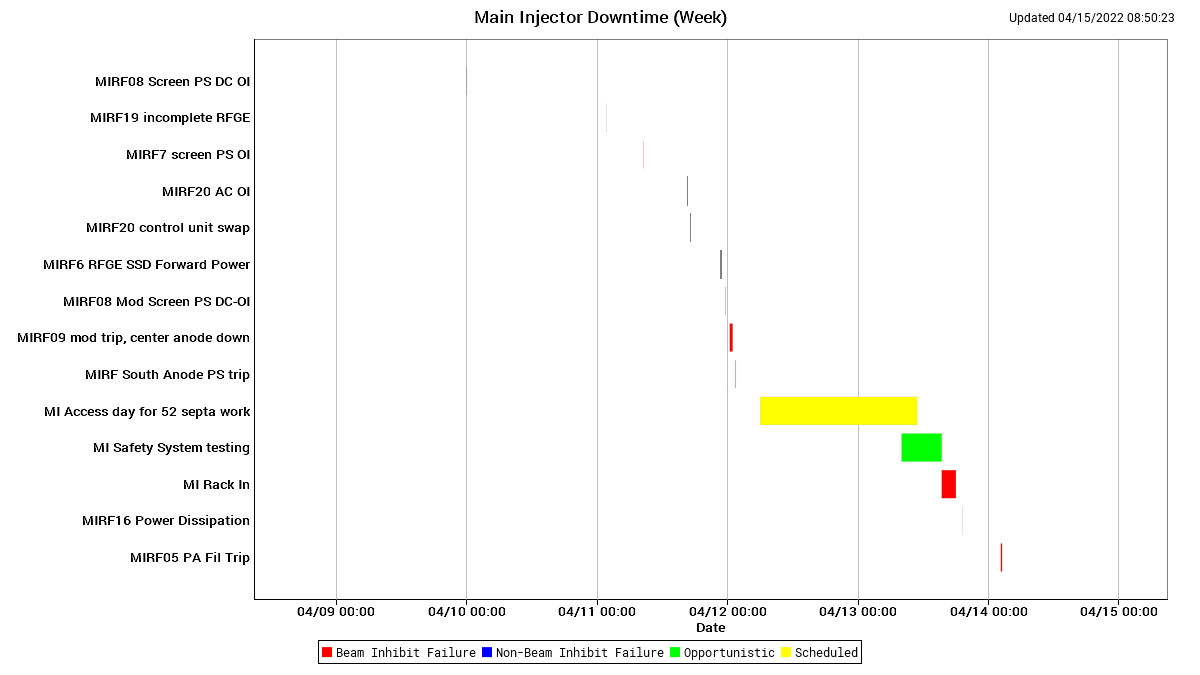 Main Injector Downtime (Week)
Updated 04/15/2022 08:50:23
MIRF08 Screen PS DC OI
MIRF19 incomplete RFGE
MIRF7 screen PS OI
MIRF20 AC OI
MIRF20 control unit swap
MIRF6 RFGE SSD Forward Power
MIRF08 Mod Screen PS DC-OI
MIRF09 mod trip, center anode down
MIRF South Anode PS trip
MI Access day for 52 septa work
MI Safety System testing
MI Rack In
MIRF16 Power Dissipation
MIRF05 PA Fil Trip
04/09 00:00 04/10 00:00 04/11 00:00 04/12 00:00 04/13 00:00 04/14 00:00 04/15 00:00
Date
Beam Inhibit Failure Non-Beam Inhibit Failure Opportunistic Scheduled